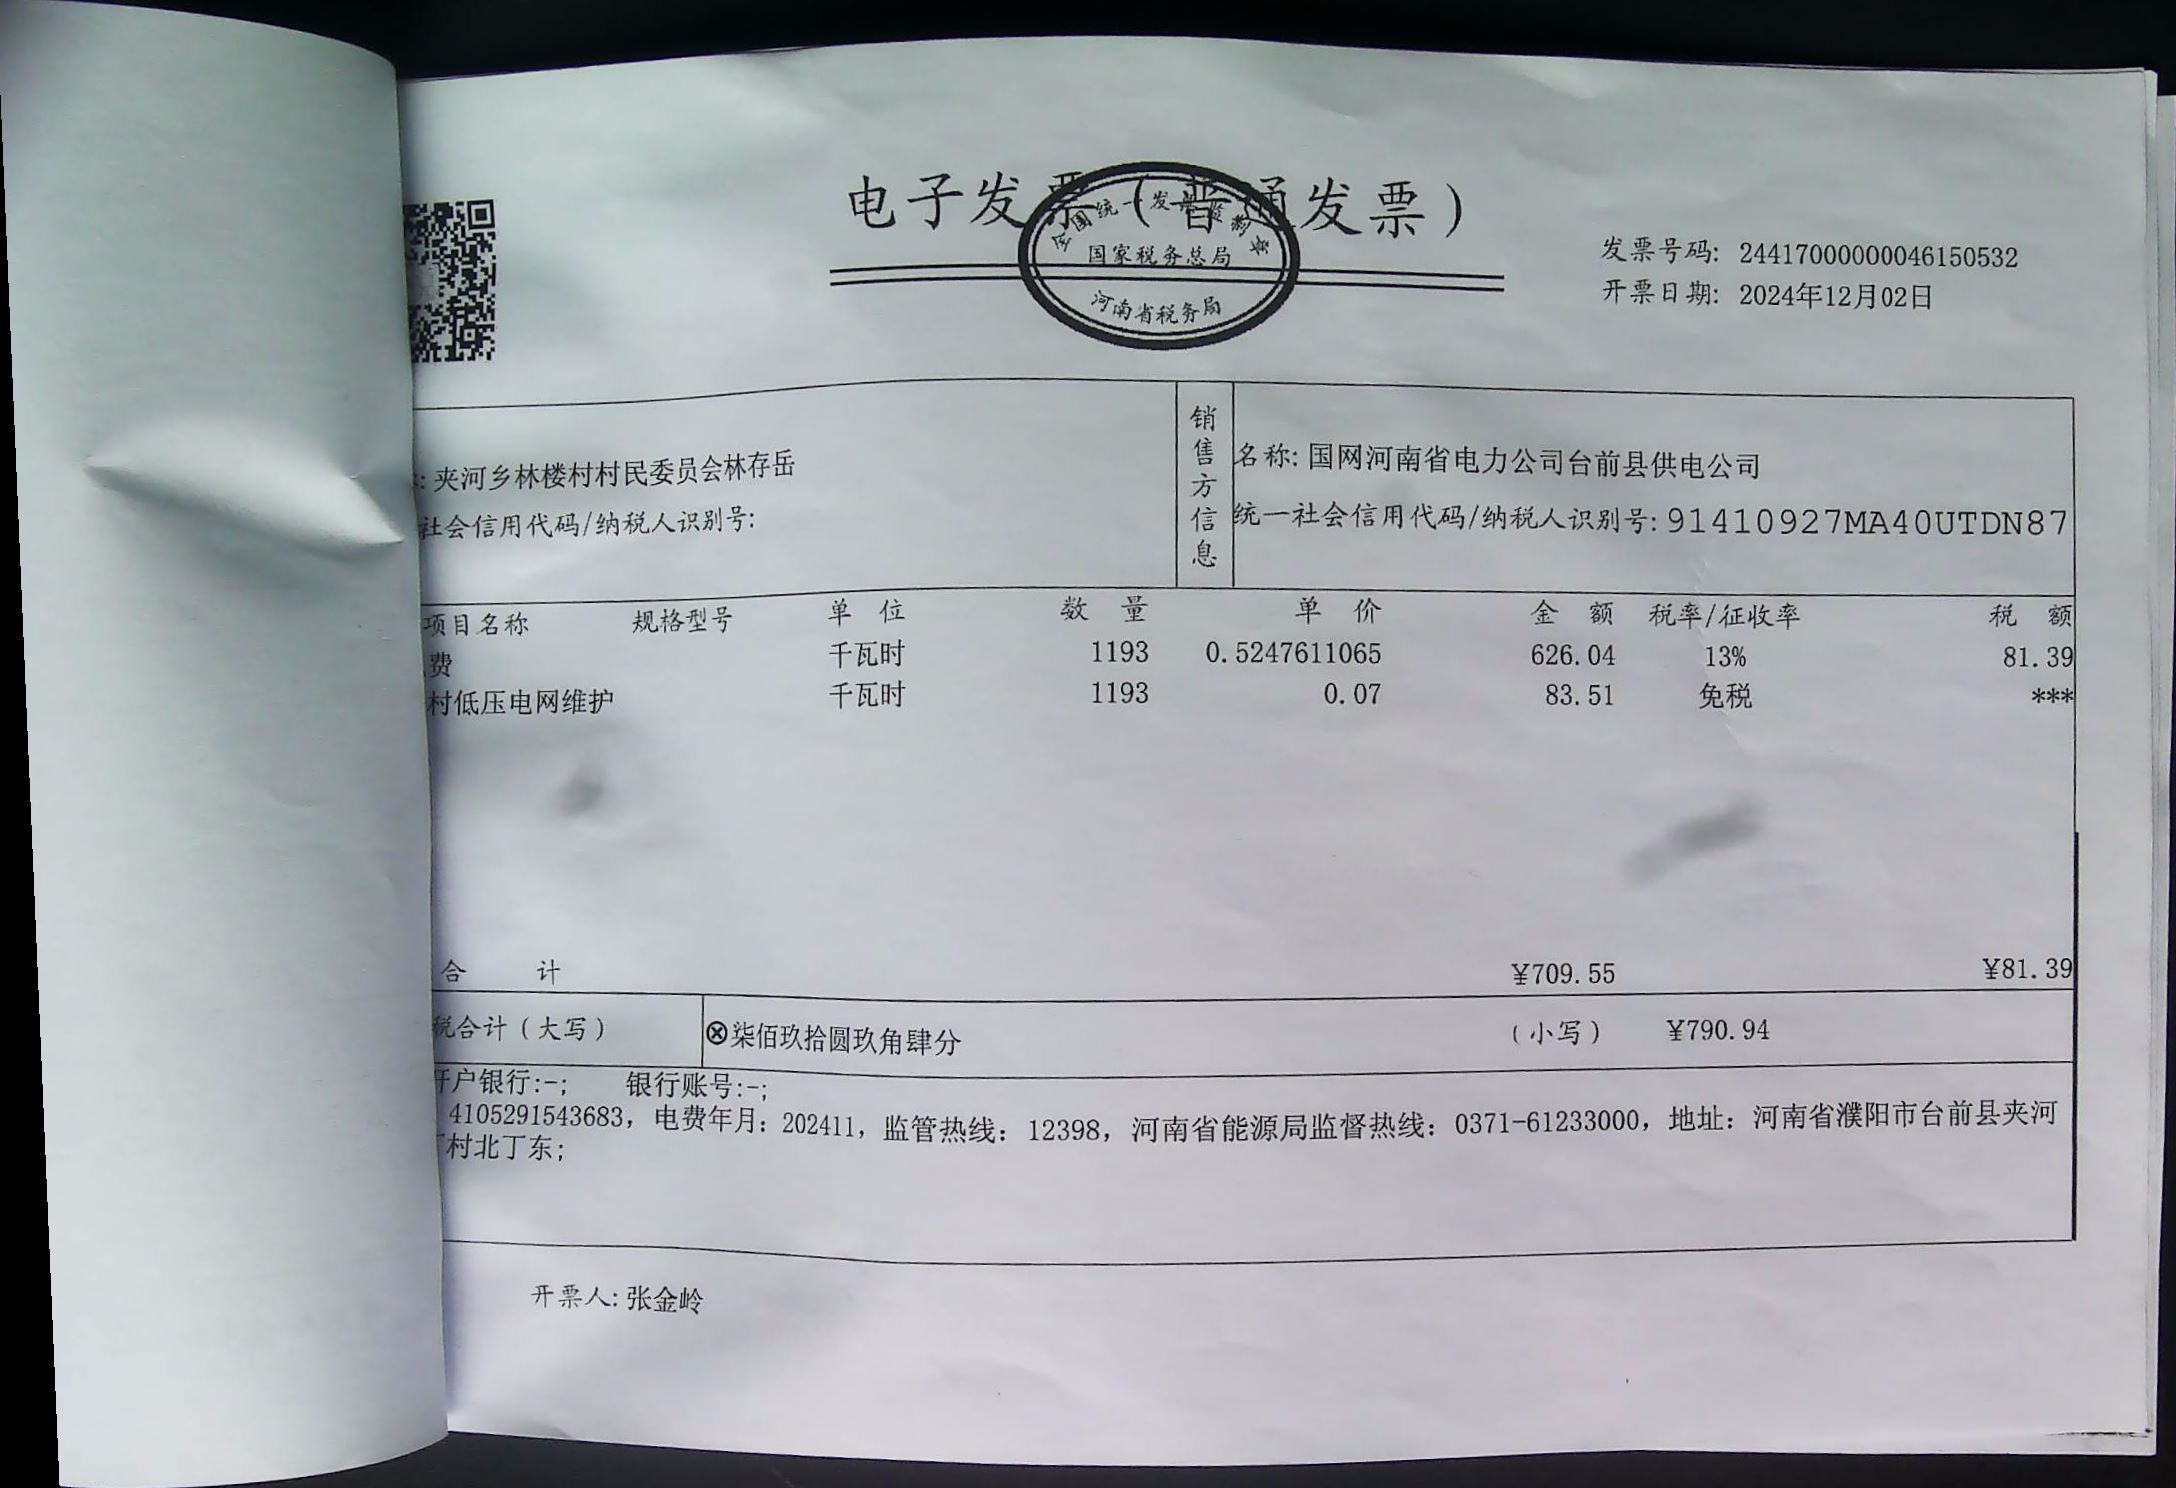 电子发票（普通发票）
全国统一发票监制章
国家税务总局
河南省税务局
发票号码: 24417000000046150532
开票日期: 2024年12月02日
: 夹河乡林楼村村民委员会林存岳
社会信用代码/纳税人识别号:
销售方信息
名称: 国网河南省电力公司台前县供电公司
统一社会信用代码/纳税人识别号: 91410927MA40UTDN87
项目名称 规格型号 单 位 数 量 单 价 金 额 税率/征收率 税 额
费 千瓦时 1193 0.5247611065 626.04 13% 81.39
村低压电网维护 千瓦时 1193 0.07 83.51 免税 ***
合 计 ¥709.55 ¥81.39
税合计（大写） ⊗柒佰玖拾圆玖角肆分 （小写） ¥790.94
开户银行:-; 银行账号:-;
4105291543683, 电费年月: 202411, 监管热线: 12398, 河南省能源局监督热线: 0371-61233000, 地址: 河南省濮阳市台前县夹河
村北丁东;
开票人: 张金岭